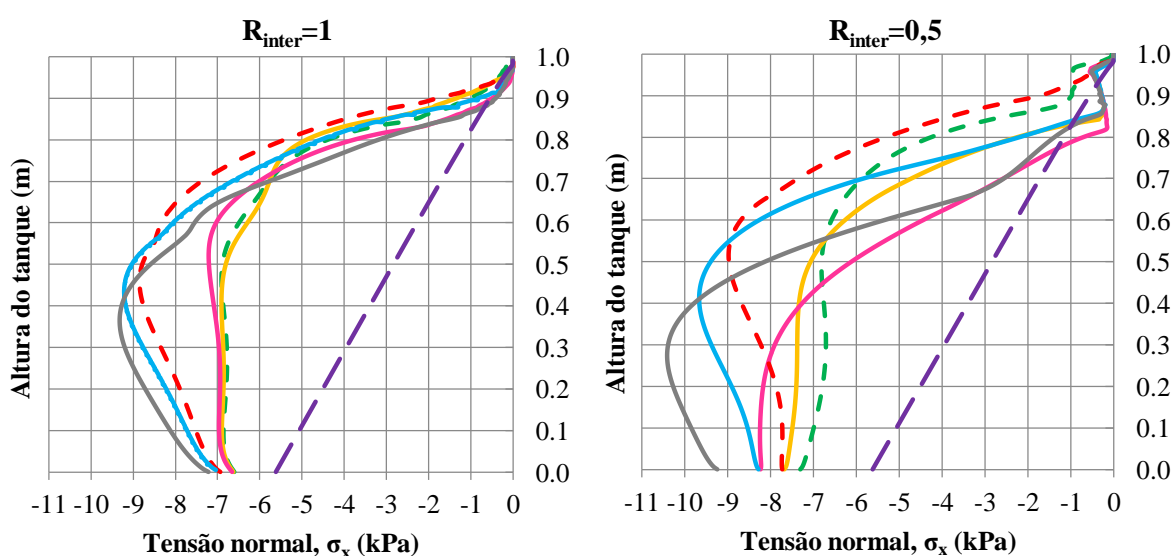 R_inter=1
1.0
0.9
0.8
0.7
0.6
0.5
0.4
0.3
0.2
0.1
0.0
Altura do tanque (m)
-11 -10 -9 -8 -7 -6 -5 -4 -3 -2 -1 0
Tensão normal, σ_x (kPa)
R_inter=0,5
1.0
0.9
0.8
0.7
0.6
0.5
0.4
0.3
0.2
0.1
0.0
Altura do tanque (m)
-11 -10 -9 -8 -7 -6 -5 -4 -3 -2 -1 0
Tensão normal, σ_x (kPa)